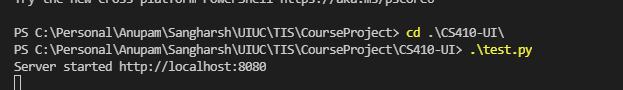 Try the new cross-platform PowerShell https://aka.ms/pscore6
PS C:\Personal\Anupam\Sangharsh\UIUC\TIS\CourseProject> cd .\CS410-UI\
PS C:\Personal\Anupam\Sangharsh\UIUC\TIS\CourseProject\CS410-UI> .\test.py
Server started http://localhost:8080